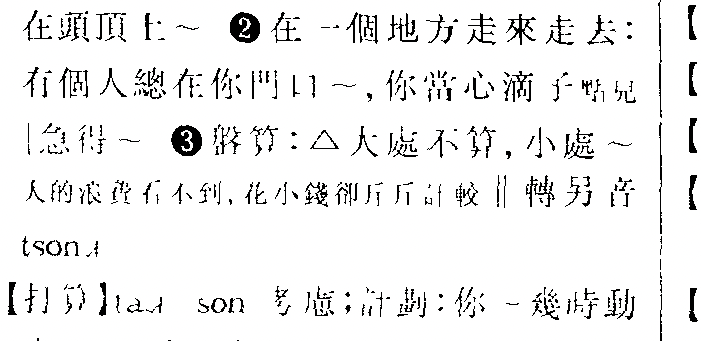 在頭頂上～ ❷在一個地方走來走去:
有個人總在你門口～,你當心滴子點兒
|急得～ ❸盤算:△大處不算,小處～
大的浪費看不到,花小錢卻斤斤計較‖轉另音
tson
【打算】ta son 考慮;計劃:你～幾時動